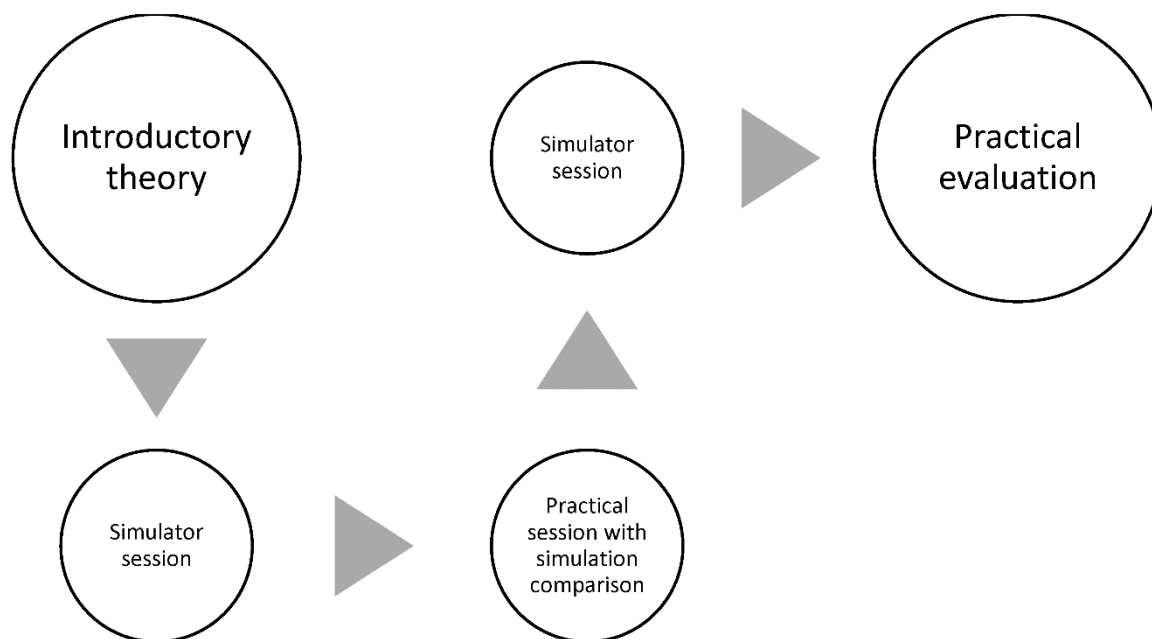 Introductory
theory
Simulator
session
Practical
session with
simulation
comparison
Simulator
session
Practical
evaluation